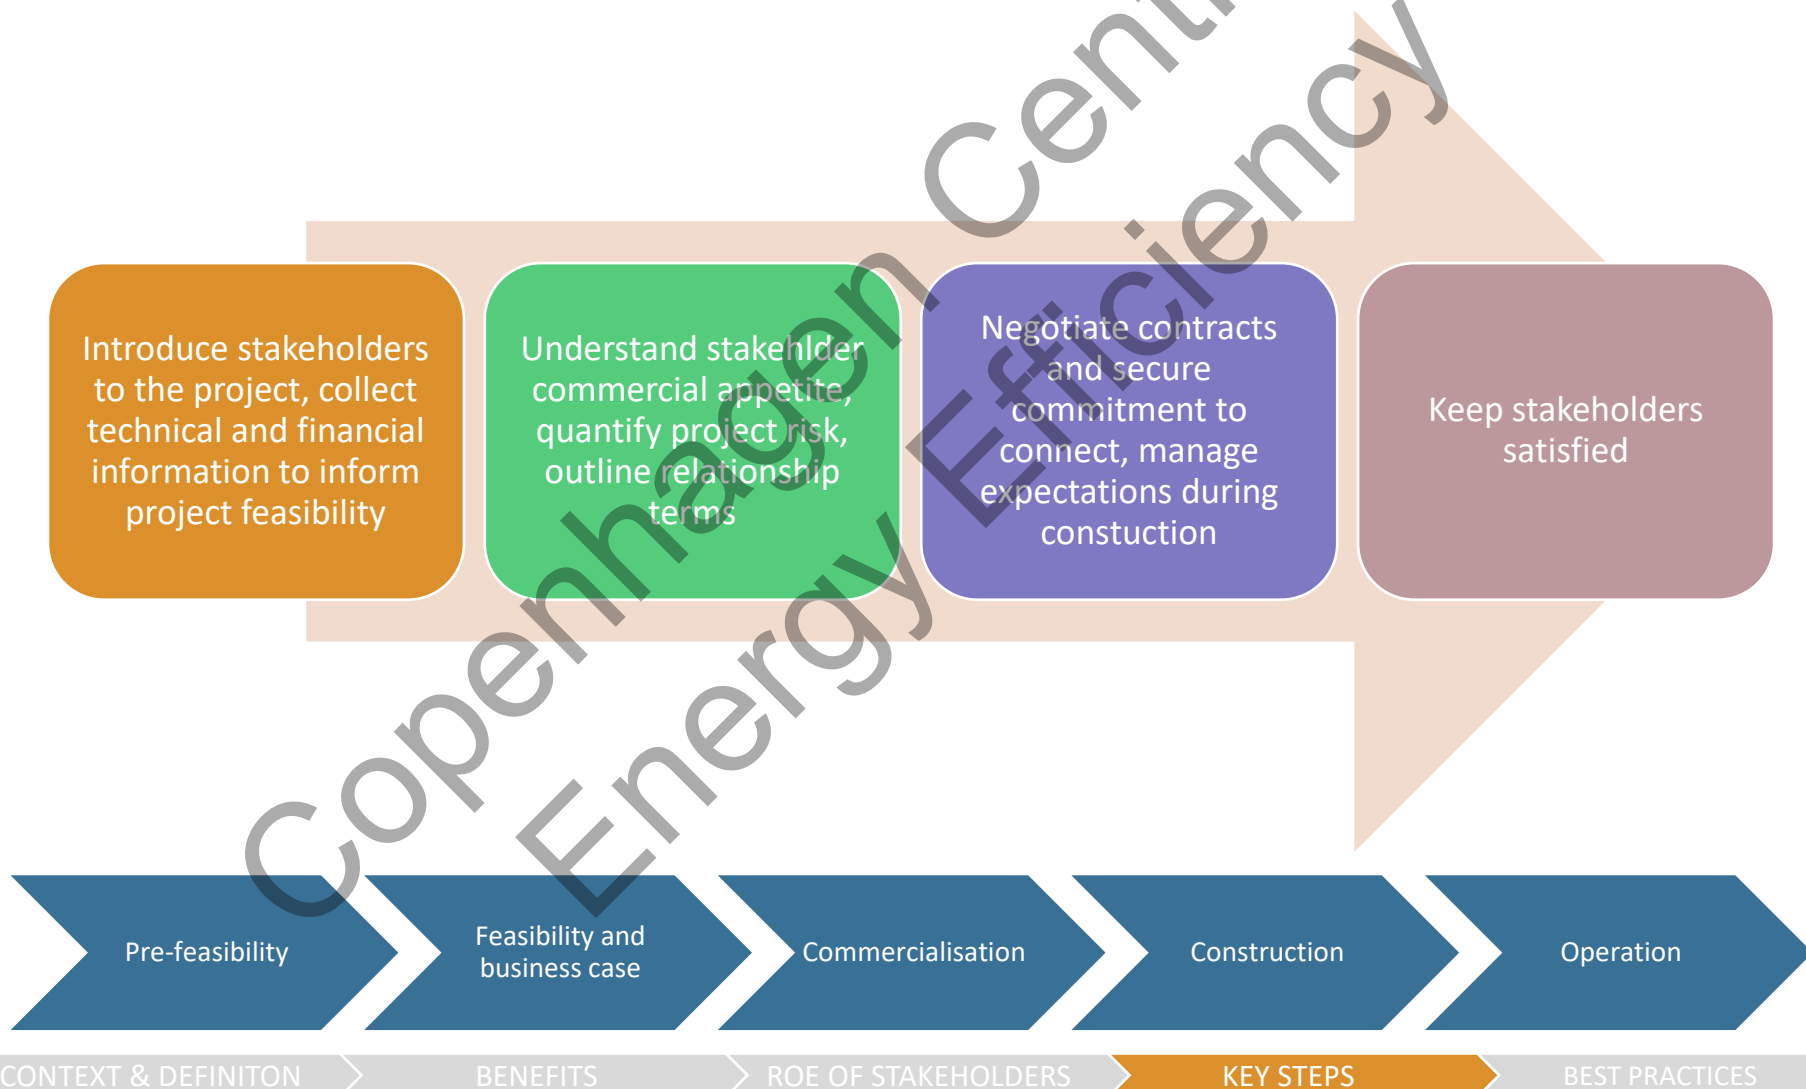 Introduce stakeholders
to the project, collect
technical and financial
information to inform
project feasibility
Understand stakehlder
commercial appetite,
quantify project risk,
outline relationship
terms
Negotiate contracts
and secure
commitment to
connect, manage
expectations during
constuction
Keep stakeholders
satisfied
Copenhagen Cent
Energy Efficiency
Pre-feasibility
Feasibility and
business case
Commercialisation
Construction
Operation
CONTEXT & DEFINITON
BENEFITS
ROE OF STAKEHOLDERS
KEY STEPS
BEST PRACTICES